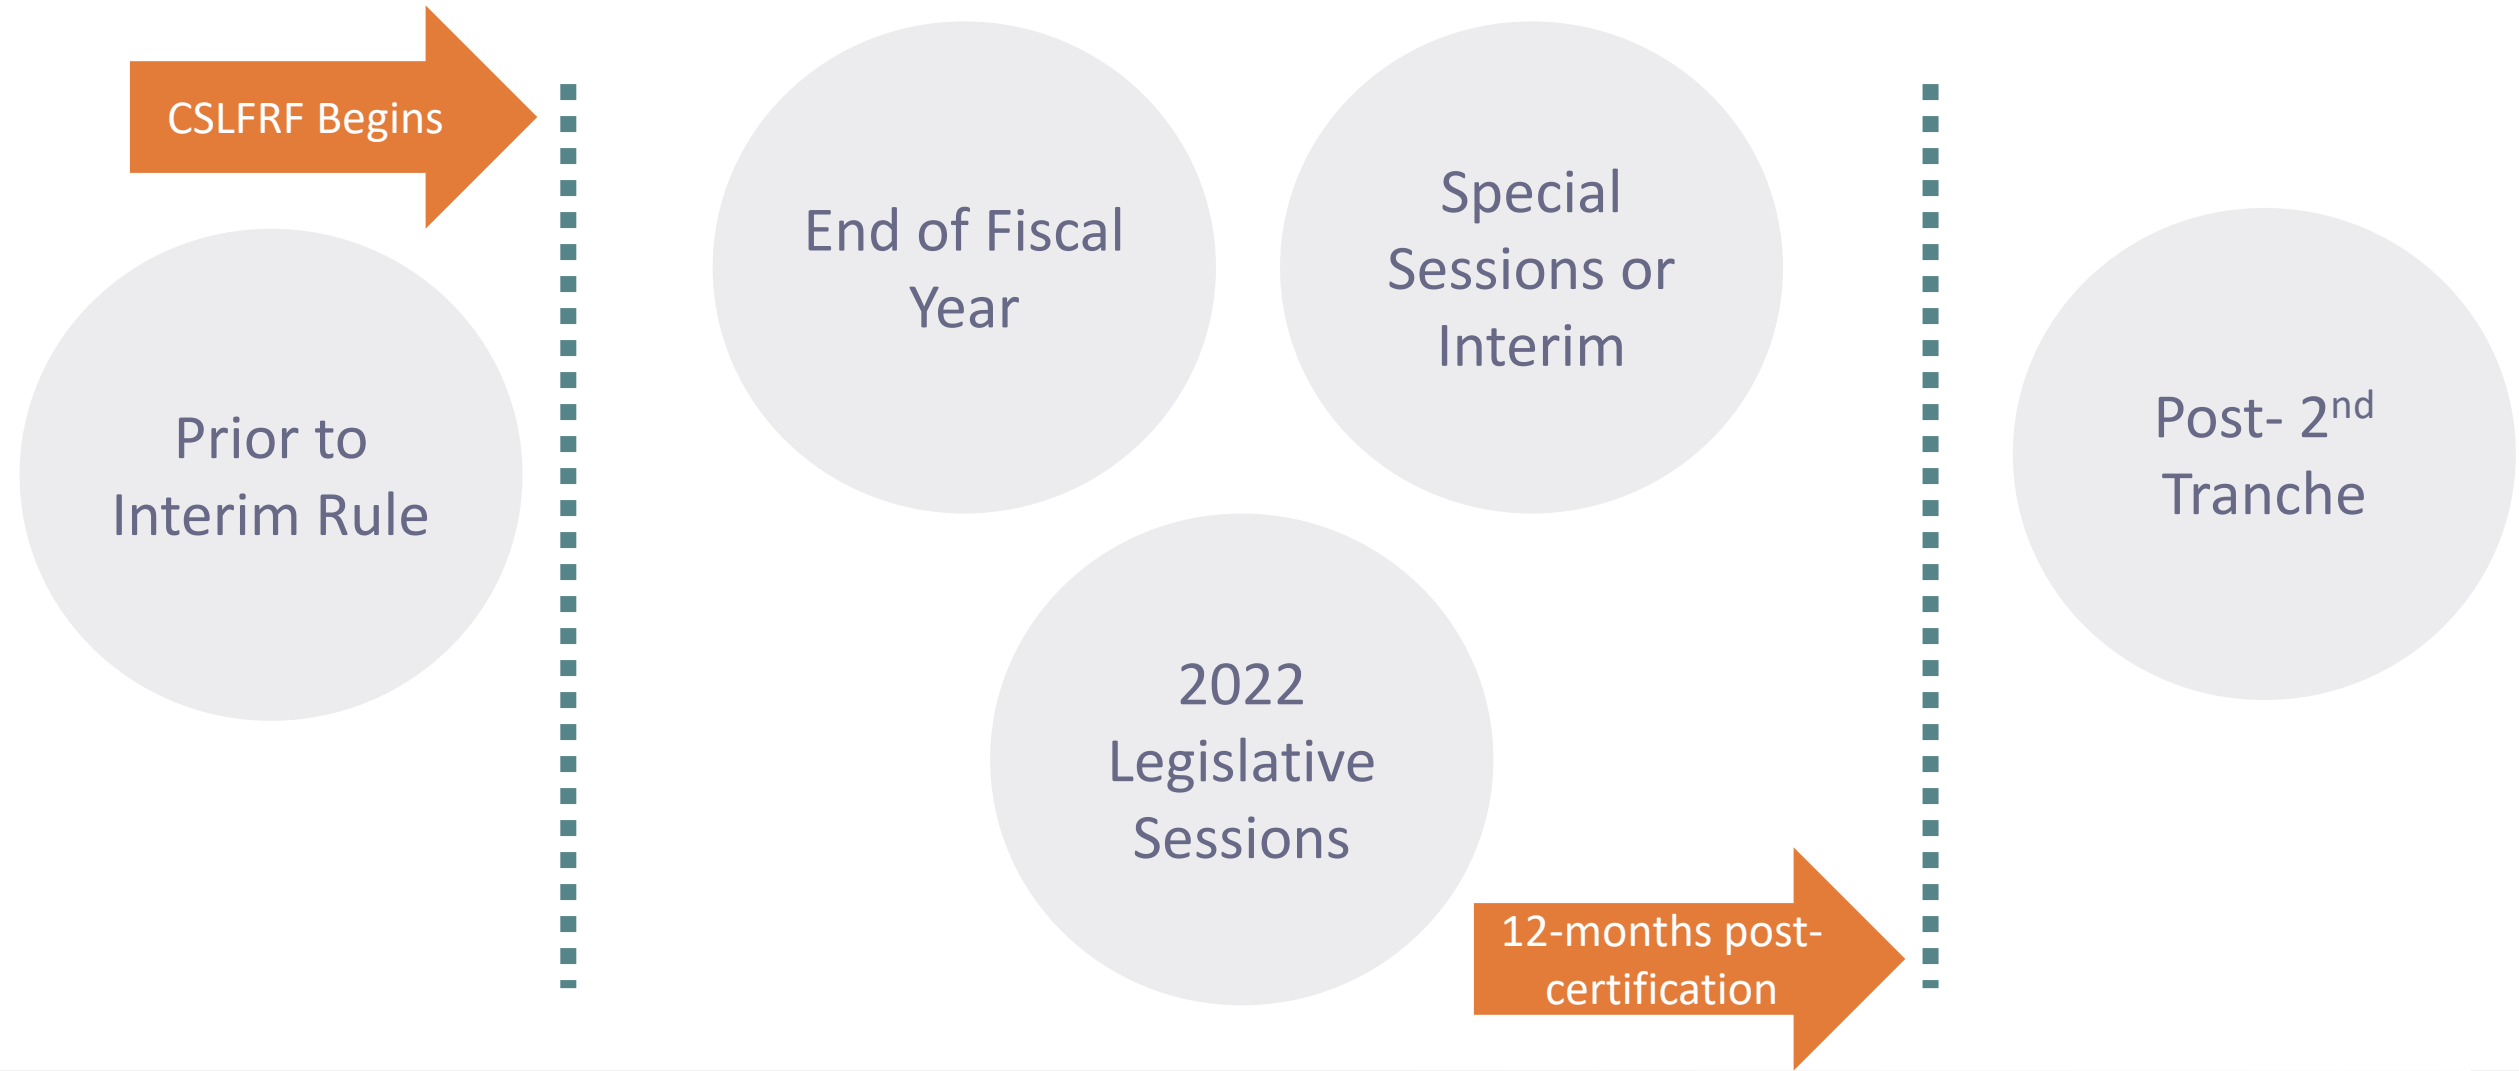 CSLFRF Begins
Prior to
Interim Rule
End of Fiscal
Year
Special
Sessions or
Interim
2022
Legislative
Sessions
12-months post-
certification
Post- 2nd
Tranche